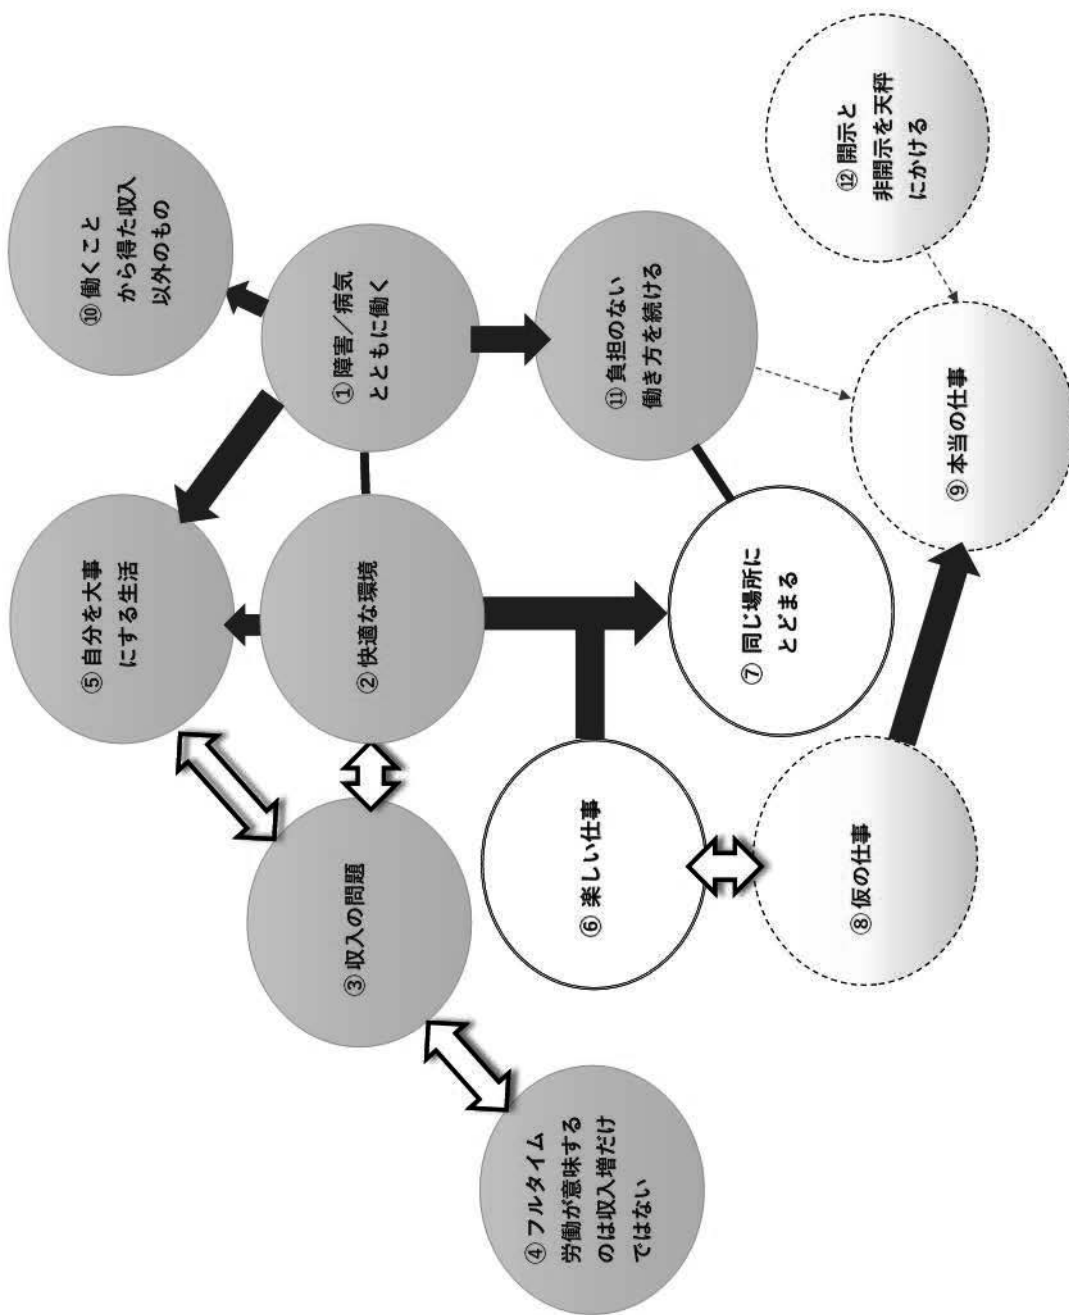 ① 障害／病気
とともに働く
② 快適な環境
③ 収入の問題
④ フルタイム
労働が意味する
のは収入増だけ
ではない
⑤ 自分を大事
にする生活
⑥ 楽しい仕事
⑦ 同じ場所に
とどまる
⑧ 仮の仕事
⑨ 本当の仕事
⑩ 働くこと
から得た収入
以外のもの
⑪ 負担のない
働き方を続ける
⑫ 開示と
非開示を天秤
にかける